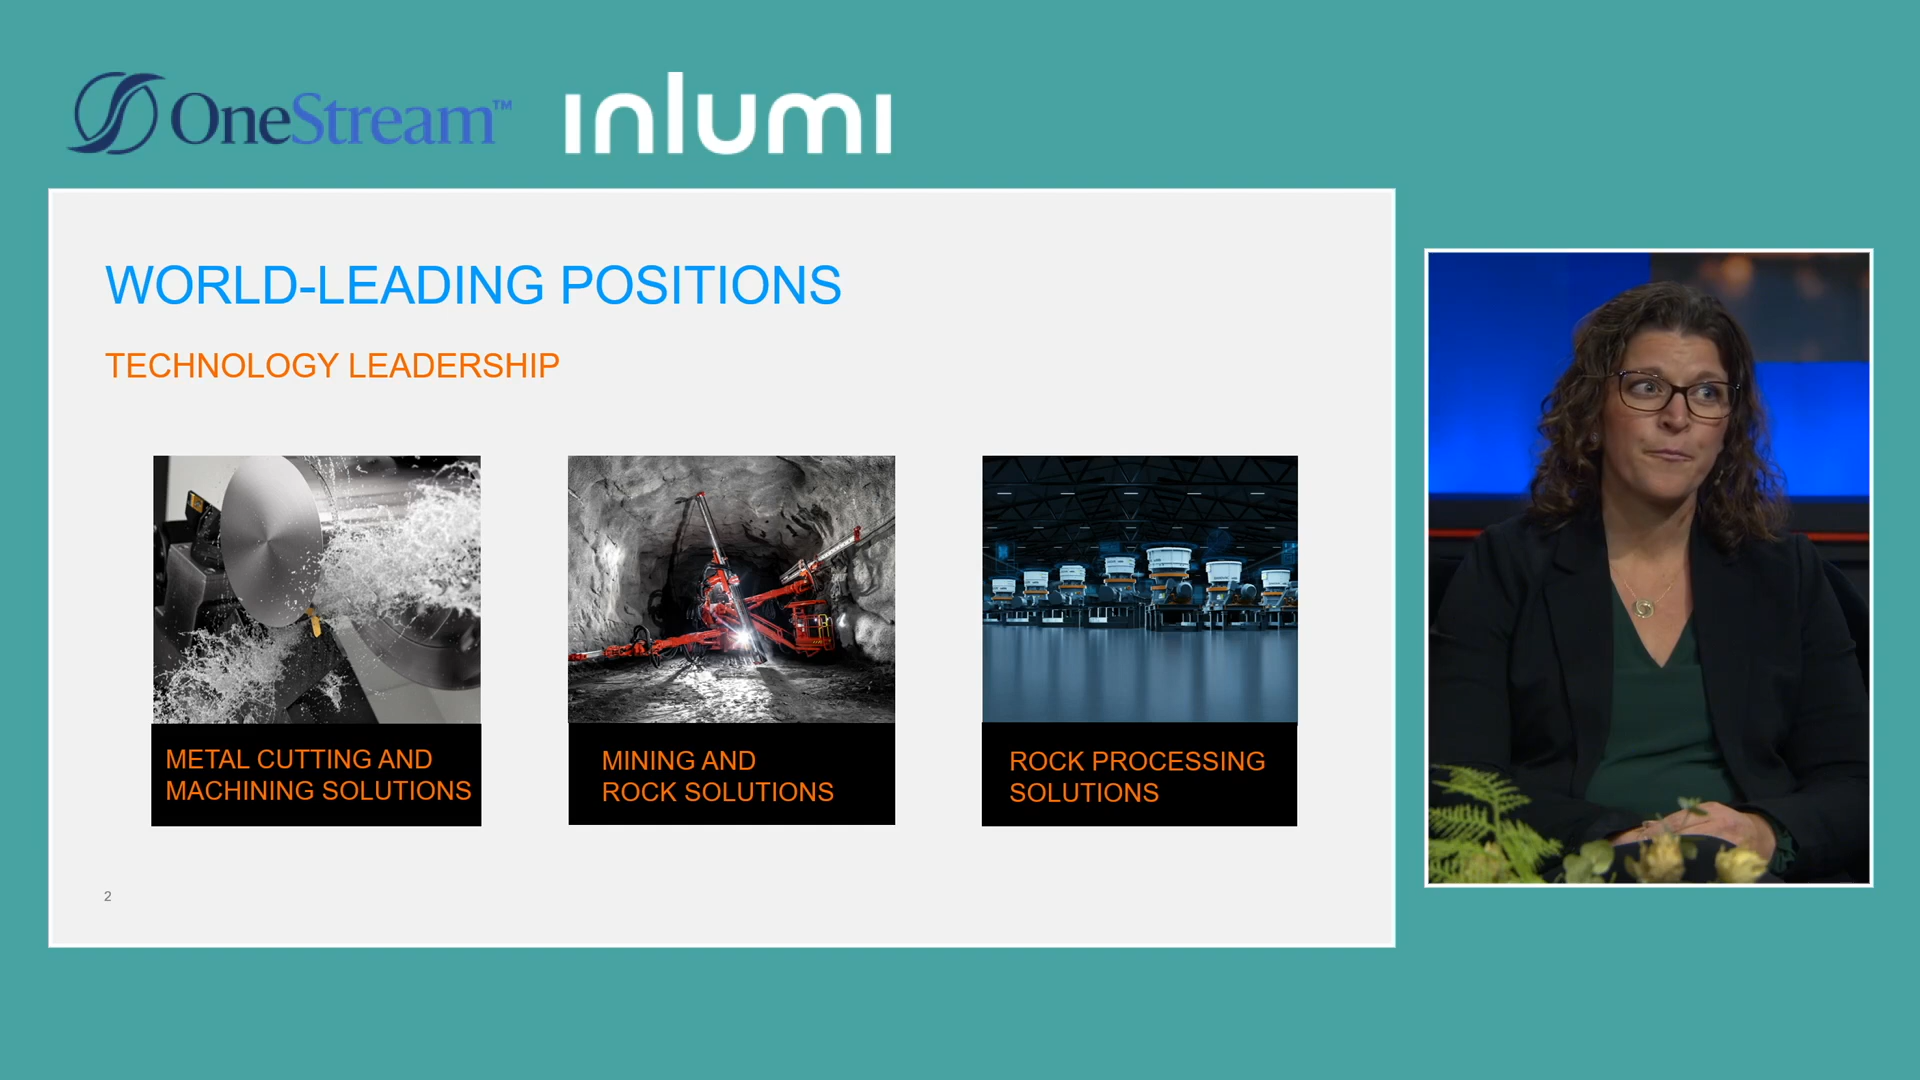 OneStream™
inlumi
WORLD-LEADING POSITIONS
TECHNOLOGY LEADERSHIP
METAL CUTTING AND
MACHINING SOLUTIONS
MINING AND
ROCK SOLUTIONS
ROCK PROCESSING
SOLUTIONS
2